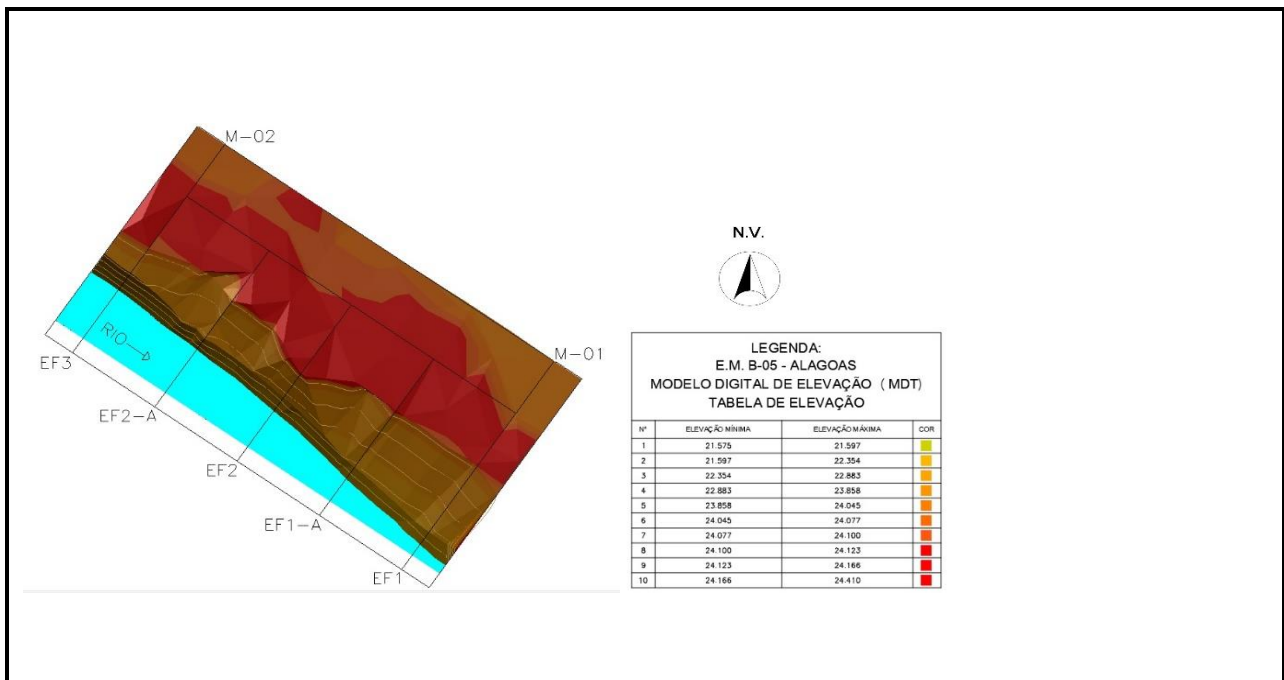 M-02
M-01
RIO
EF3
EF2-A
EF2
EF1-A
EF1
N.V.
LEGENDA:
E.M. B-05 - ALAGOAS
MODELO DIGITAL DE ELEVAÇÃO ( MDT)
TABELA DE ELEVAÇÃO
N° ELEVAÇÃO MÍNIMA ELEVAÇÃO MÁXIMA COR
1 21.575 21.597
2 21.597 22.354
3 22.354 22.883
4 22.883 23.858
5 23.858 24.045
6 24.045 24.077
7 24.077 24.100
8 24.100 24.123
9 24.123 24.166
10 24.166 24.410